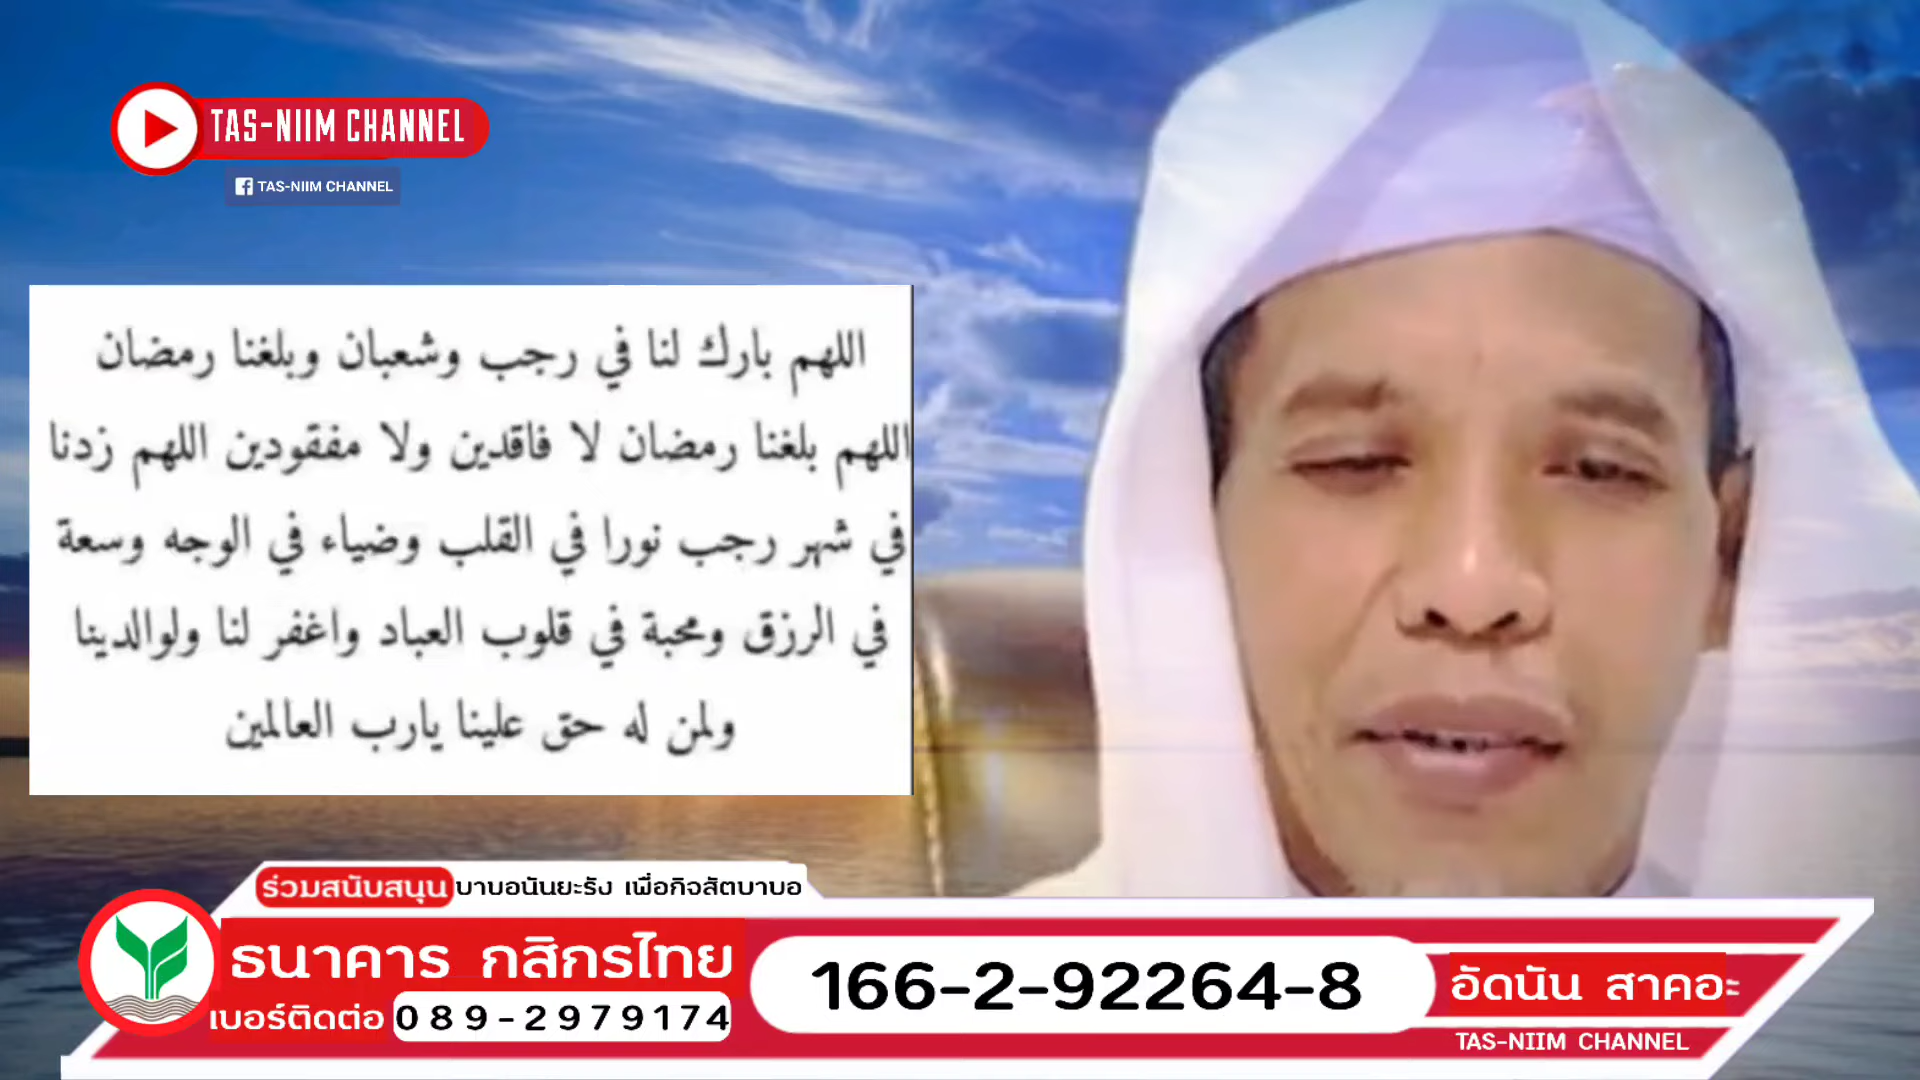 TAS-NIIM CHANNEL
TAS-NIIM CHANNEL
اللهم بارك لنا في رجب وشعبان وبلغنا رمضان
اللهم بلغنا رمضان لا فاقدين ولا مفقودين اللهم زدنا
في شهر رجب نورا في القلب وضياء في الوجه وسعة
في الرزق ومحبة في قلوب العباد واغفر لنا ولوالدينا
ولمن له حق علينا يارب العالمين
ร่วมสนับสนุน บาบอนันยะรัง เพื่อกิจสัตบาบอ
ธนาคาร กสิกรไทย
เบอร์ติดต่อ 089-2979174
166-2-92264-8
อัดนัน สาคอะ
TAS-NIIM CHANNEL